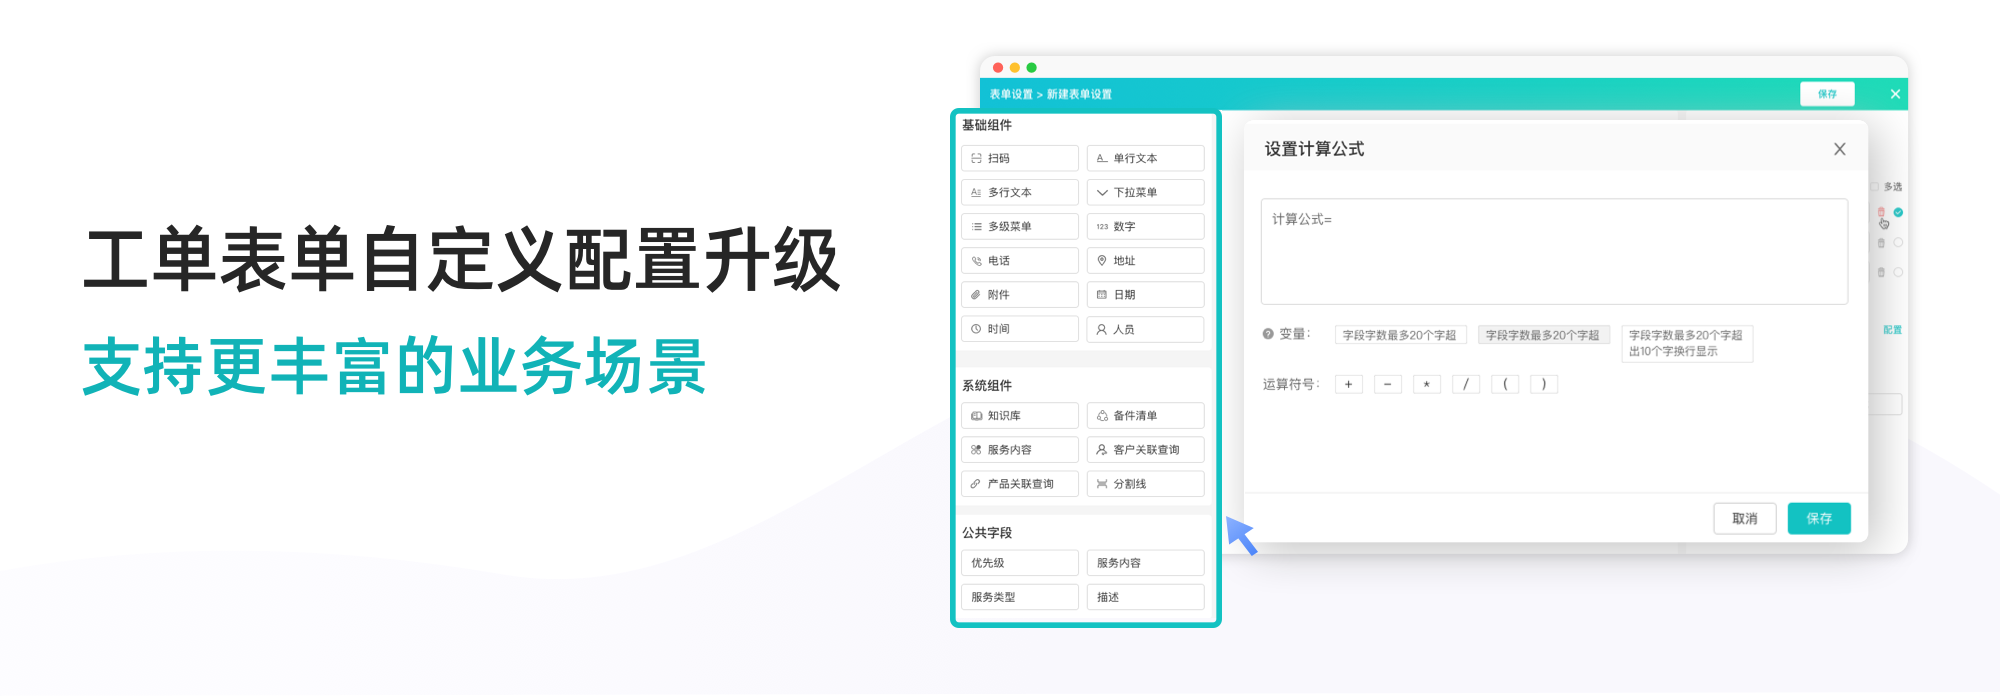 工单表单自定义配置升级
支持更丰富的业务场景
表单设置 > 新建表单设置
保存
基础组件
扫码
单行文本
多行文本
下拉菜单
多级菜单
123 数字
电话
地址
附件
日期
时间
人员
系统组件
知识库
备件清单
服务内容
客户关联查询
产品关联查询
分割线
公共字段
优先级
服务内容
服务类型
描述
设置计算公式
计算公式=
变量：
字段字数最多20个字超
字段字数最多20个字超
字段字数最多20个字超
出10个字换行显示
运算符号：
+ - * / ( )
取消
保存
多选
配置